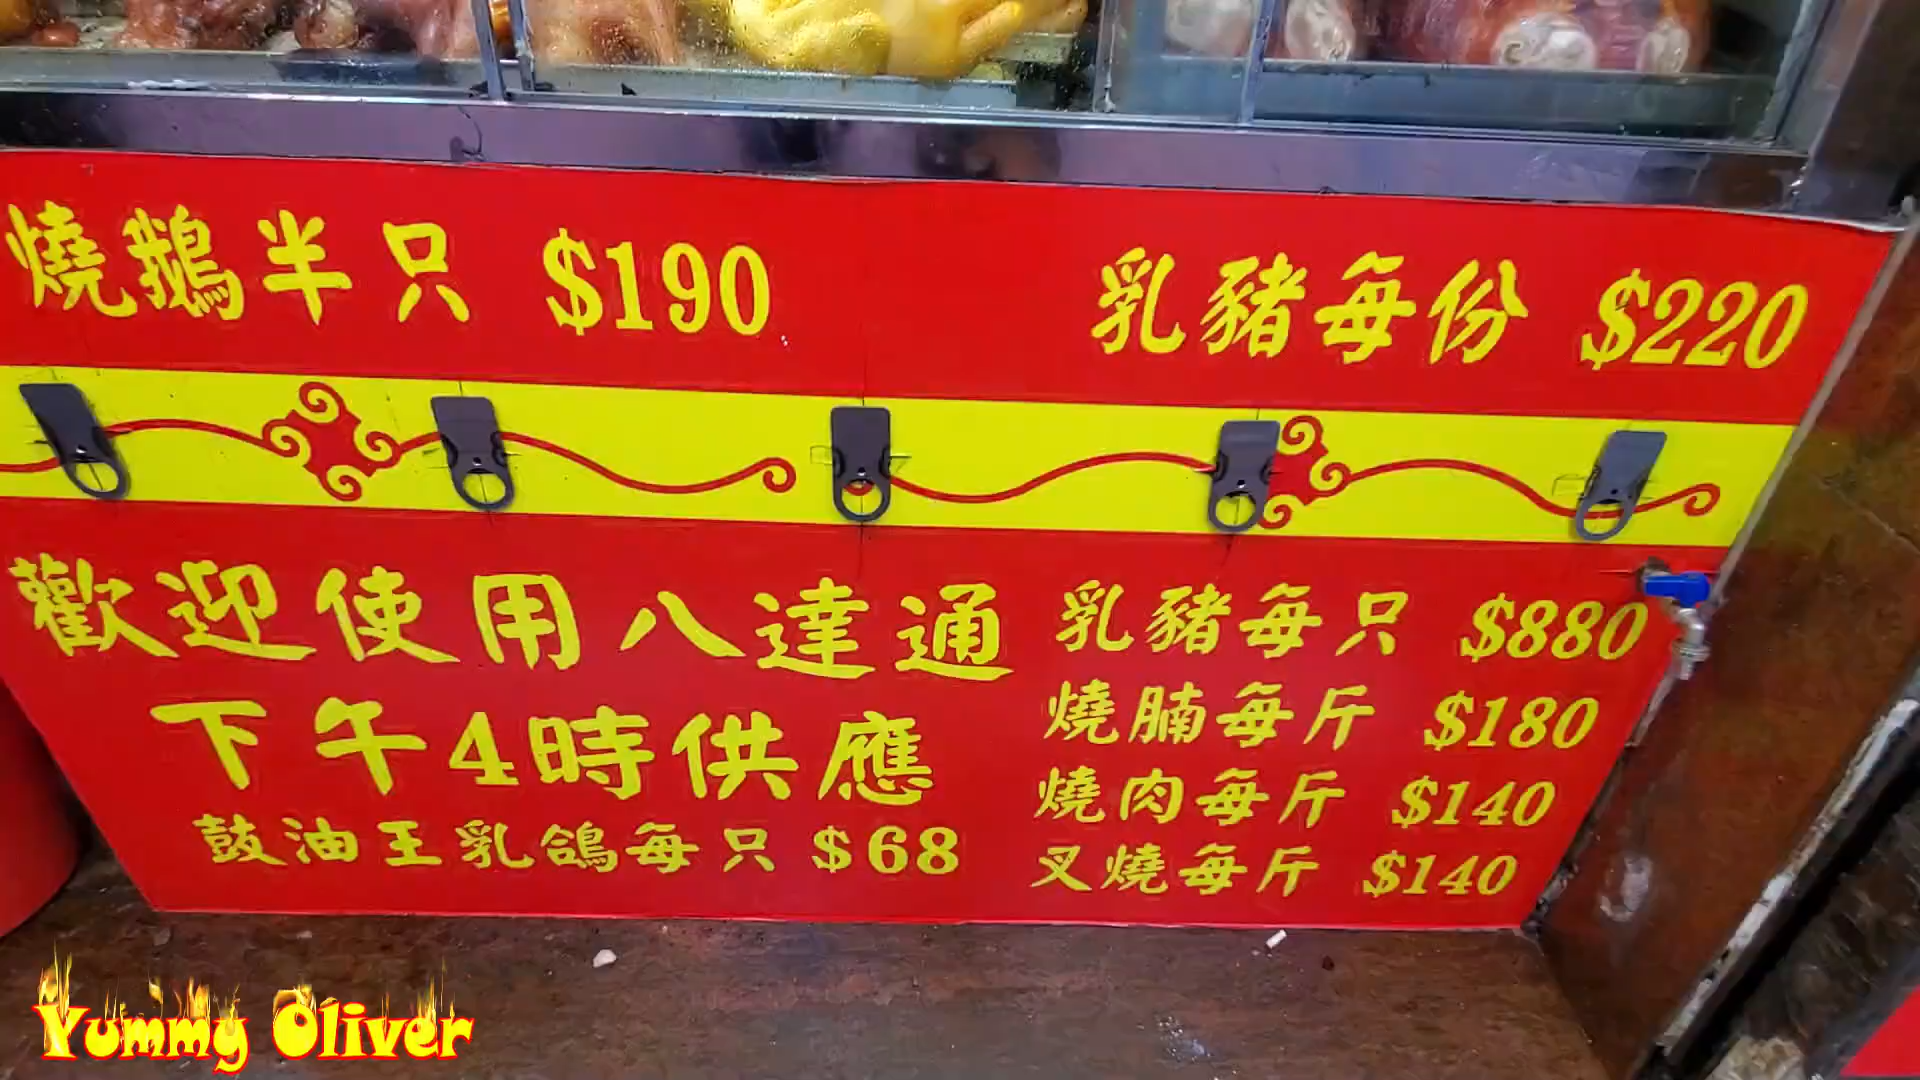 燒鵝半只 $190
乳豬每份 $220
歡迎使用八達通
下午4時供應
鼓油王乳鴿每只 $68
乳豬每只 $880
燒腩每斤 $180
燒肉每斤 $140
叉燒每斤 $140
Yummy Oliver